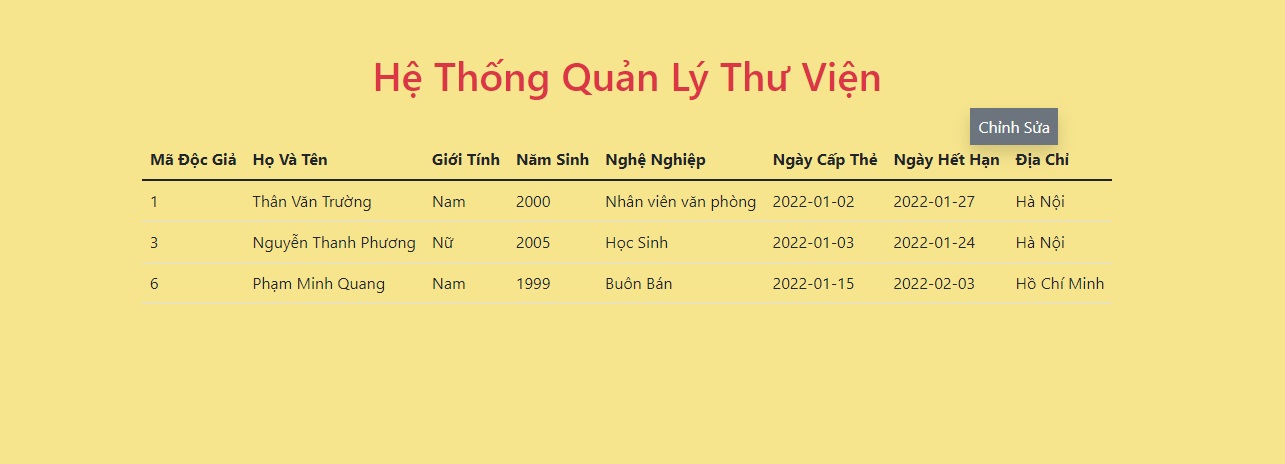 Hệ Thống Quản Lý Thư Viện
Chỉnh Sửa
Mã Độc Giả Họ Và Tên Giới Tính Năm Sinh Nghề Nghiệp Ngày Cấp Thẻ Ngày Hết Hạn Địa Chỉ
1 Thân Văn Trường Nam 2000 Nhân viên văn phòng 2022-01-02 2022-01-27 Hà Nội
3 Nguyễn Thanh Phương Nữ 2005 Học Sinh 2022-01-03 2022-01-24 Hà Nội
6 Phạm Minh Quang Nam 1999 Buôn Bán 2022-01-15 2022-02-03 Hồ Chí Minh